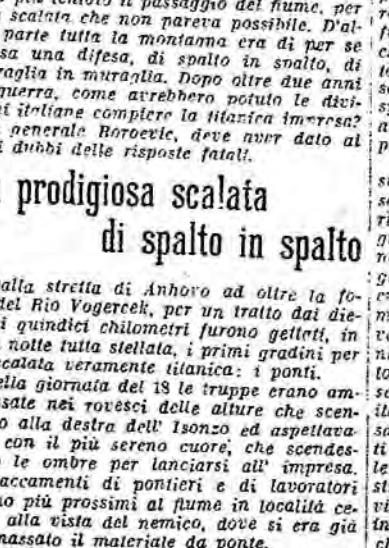 più tentato il passaggio del fiume, per
scalata che non pareva possibile. D'al-
parte tutta la montagna era di per se
sa una difesa, di spalto in spalto, di
raglia in muraglia. Dopo oltre due anni
guerra, come avrebbero potuto le divi-
i italiane compiere la titanica impresa?
generale Boroevic, deve aver dato al
i dubbi delle risposte fatali.
prodigiosa scalata
di spalto in spalto
alla stretta di Anhovo ad oltre la fo-
del Rio Vogercek, per un tratto dai die-
i quindici chilometri furono gettati, in
notte tutta stellata, i primi gradini per
scalata veramente titanica: i ponti.
ella giornata del 18 le truppe erano am-
ssate nei rovesci delle alture che scen-
o alla destra dell' Isonzo ed aspettava-
con il più sereno cuore, che scendes-
o le ombre per lanciarsi all' impresa.
accamenti di pontieri e di lavoratori
no più prossimi al fiume in località ce-
alla vista del nemico, dove si era già
massato il materiale da ponte.